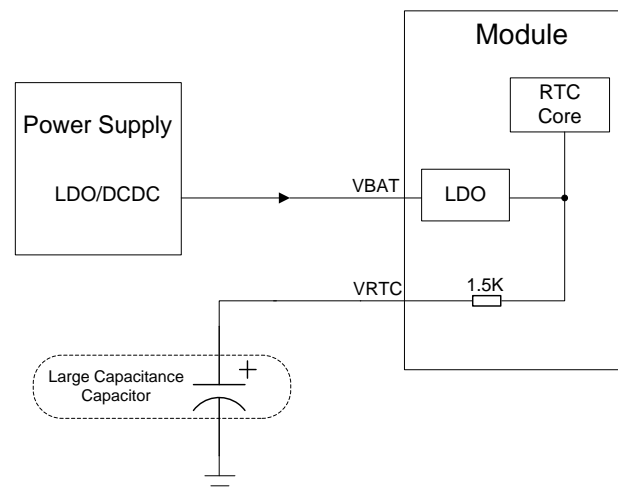 Module
RTC
Core
Power Supply
LDO/DCDC
VBAT
LDO
VRTC
1.5K
Large Capacitance
Capacitor
+